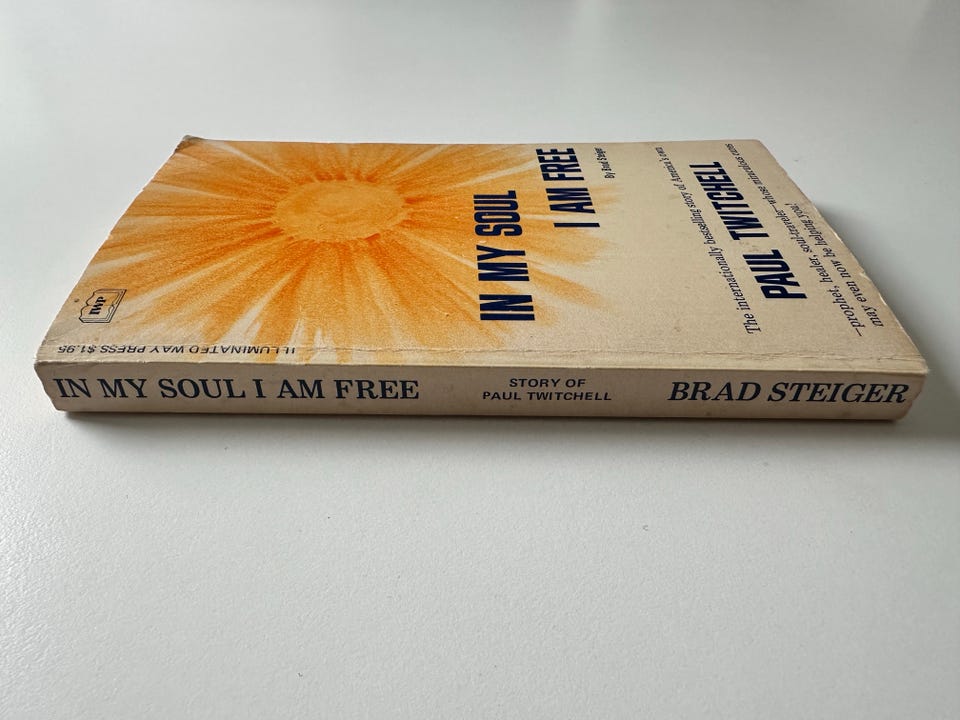 The internationally bestselling story of America's own
PAUL TWITCHELL
—prophet, healer, soul-traveler—whose miraculous cures
may even now be helping you!
IN MY SOUL
I AM FREE
By Brad Steiger
IWP
ILLUMINATED WAY PRESS $1.95
IN MY SOUL I AM FREE
STORY OF
PAUL TWITCHELL
BRAD STEIGER